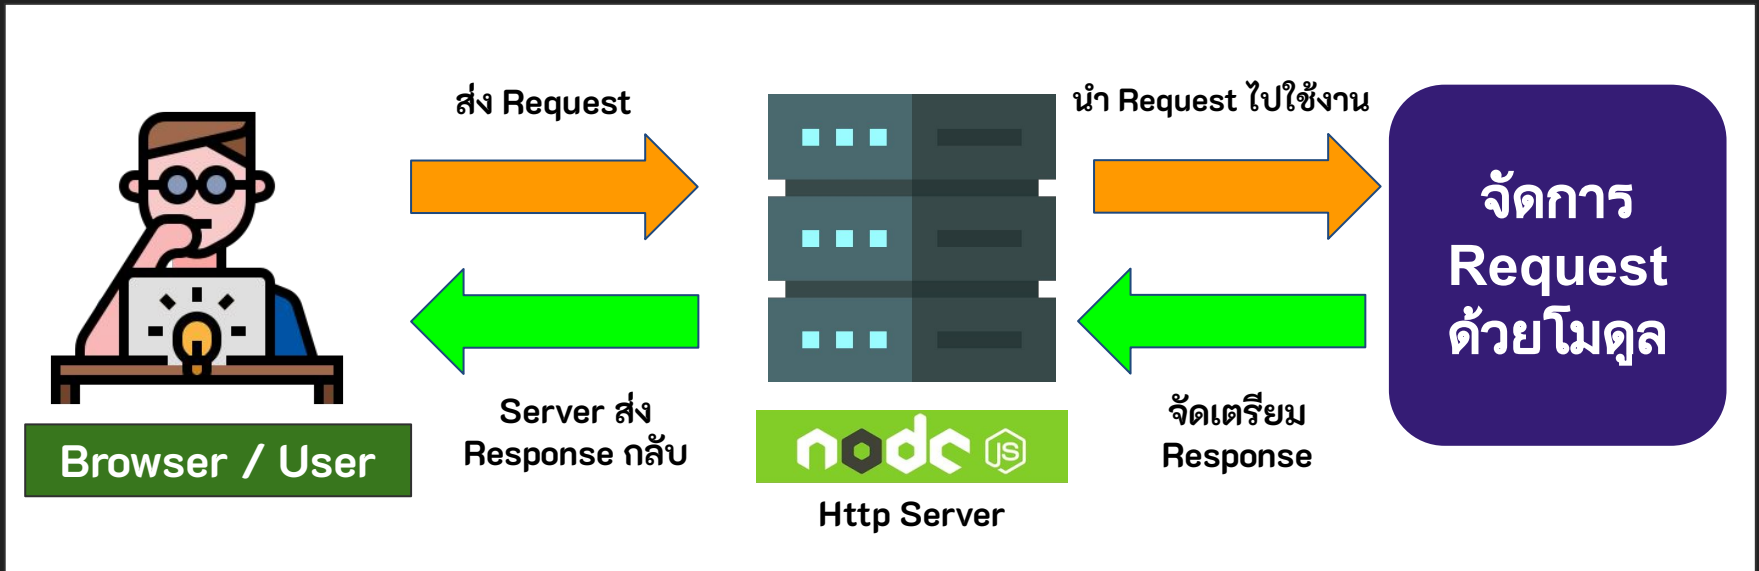 ส่ง Request
นำ Request ไปใช้งาน
จัดการ
Request
ด้วยโมดูล
Server ส่ง
Response กลับ
จัดเตรียม
Response
Browser / User
node JS
Http Server